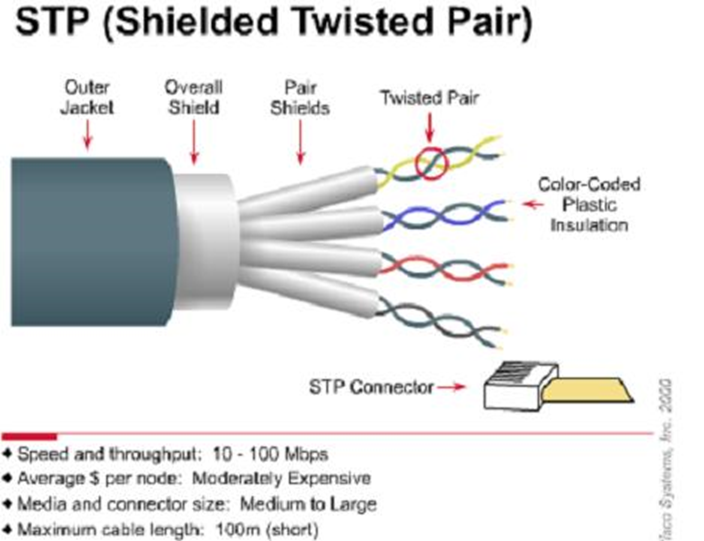 STP (Shielded Twisted Pair)
Outer
Jacket
Overall
Shield
Pair
Shields
Twisted Pair
Color-Coded
Plastic
Insulation
STP Connector
Speed and throughput: 10 - 100 Mbps
Average $ per node: Moderately Expensive
Media and connector size: Medium to Large
Maximum cable length: 100m (short)
Systems, Inc. 2000